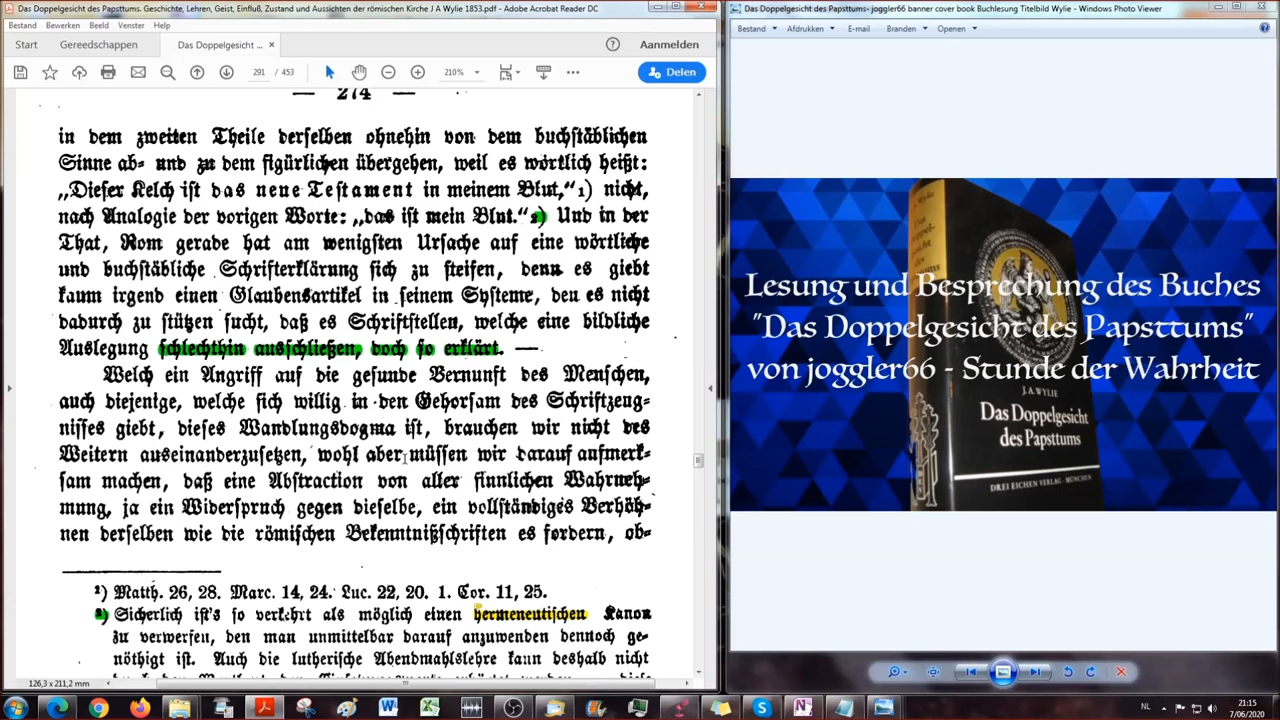 Das Doppelgesicht des Papsttums. Geschichte, Lehren, Geist, Einfluß, Zustand und Aussichten der römischen Kirche J A Wylie 1853.pdf - Adobe Acrobat Reader DC
Bestand Bewerken Beeld Venster Help
Start Gereedschappen Das Doppelgesicht ... × Aanmelden
291 / 453 210% Delen
— 274 —
in dem zweiten Theile derselben ohnehin von dem buchstäblichen
Sinne ab- und zu dem figürlichen übergehen, weil es wörtlich heißt:
„Dieser Kelch ist das neue Testament in meinem Blut,“ 1) nicht,
nach Analogie der vorigen Worte: „das ist mein Blut.“ 2) Und in der
That, Rom gerade hat am wenigsten Ursache auf eine wörtliche
und buchstäbliche Schrifterklärung sich zu steifen, denn es giebt
kaum irgend einen Glaubensartikel in seinem Systeme, den es nicht
dadurch zu stützen sucht, daß es Schriftstellen, welche eine bildliche
Auslegung schlechthin ausschließen, doch so erklärt. —
Welch ein Angriff auf die gesunde Vernunft des Menschen,
auch diejenige, welche sich willig in den Gehorsam des Schriftzeug-
nisses giebt, dieses Wandlungsdogma ist, brauchen wir nicht des
Weitern auseinanderzusetzen, wohl aber müssen wir darauf aufmerk-
sam machen, daß eine Abstraction von aller sinnlichen Wahrneh-
mung, ja ein Widerspruch gegen dieselbe, ein vollständiges Verhöh-
nen derselben wie die römischen Bekenntnißschriften es fordern, ob-
1) Matth. 26, 28. Marc. 14, 24. Luc. 22, 20. 1. Cor. 11, 25.
2) Sicherlich ist's so verkehrt als möglich einen hermeneutischen Kanon
zu verwerfen, den man unmittelbar darauf anzuwenden dennoch ge-
nöthigt ist. Auch die lutherische Abendmahlslehre kann deshalb nicht
126,3 x 211,2 mm
Das Doppelgesicht des Papsttums- joggler66 banner cover book Buchlesung Titelbild Wylie - Windows Photo Viewer
Bestand Afdrukken E-mail Branden Openen
Lesung und Besprechung des Buches
"Das Doppelgesicht des Papsttums"
von joggler66 - Stunde der Wahrheit
J. A. WYLIE
Das Doppelgesicht
des Papsttums
DREI EICHEN VERLAG · MÜNCHEN
NL 21:15
7/06/2020